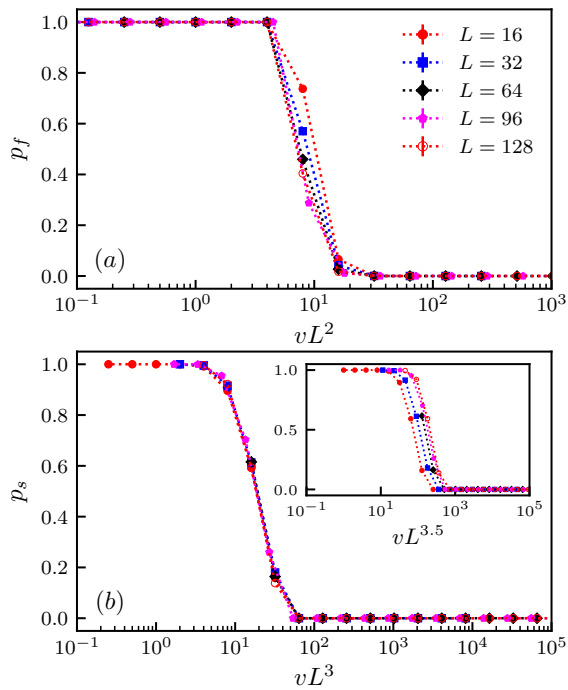 1.0
0.8
0.6
0.4
0.2
0.0
p_f
(a)
L = 16
L = 32
L = 64
L = 96
L = 128
10^{-1} 10^0 10^1 10^2 10^3
vL^2
1.0
0.8
0.6
0.4
0.2
0.0
p_s
(b)
1.0
0.5
0.0
10^{-1} 10^1 10^3 10^5
vL^{3.5}
10^{-1} 10^0 10^1 10^2 10^3 10^4 10^5
vL^3